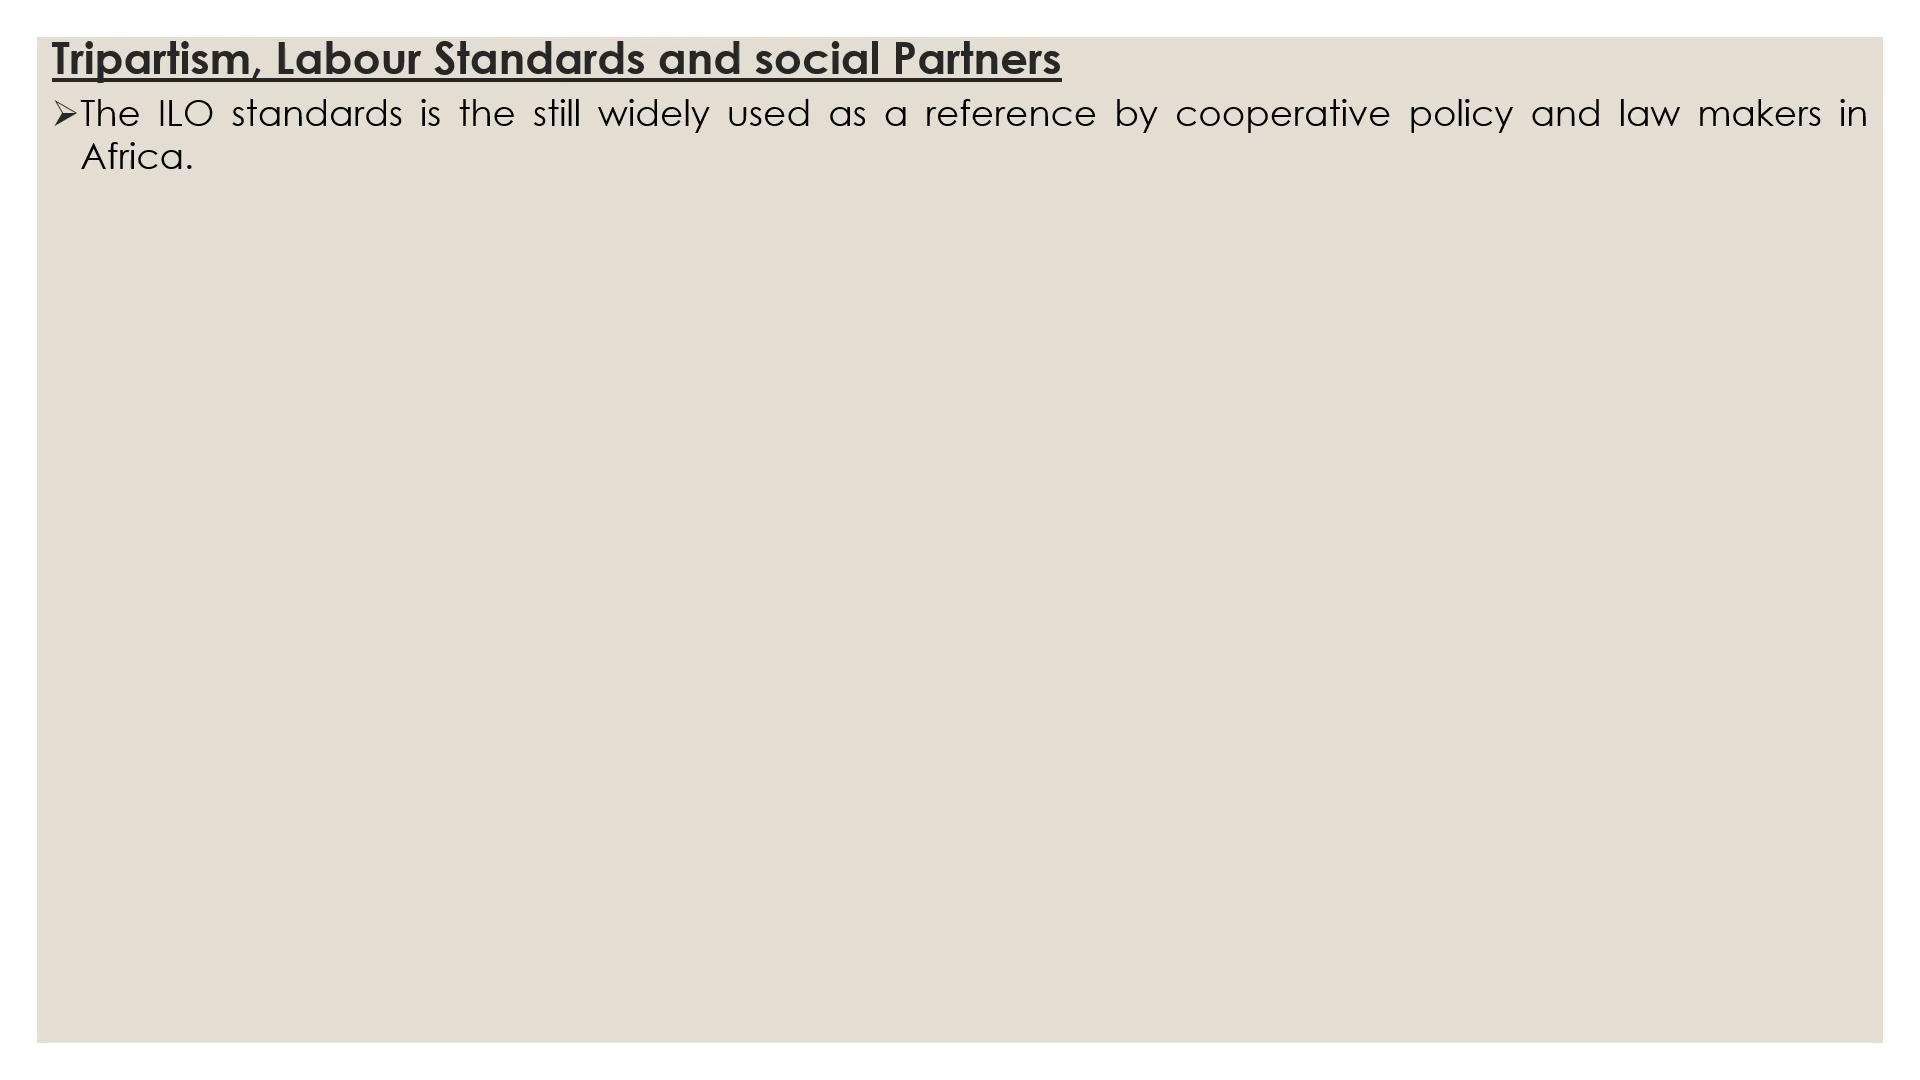 Tripartism, Labour Standards and social Partners
➢The ILO standards is the still widely used as a reference by cooperative policy and law makers in
Africa.